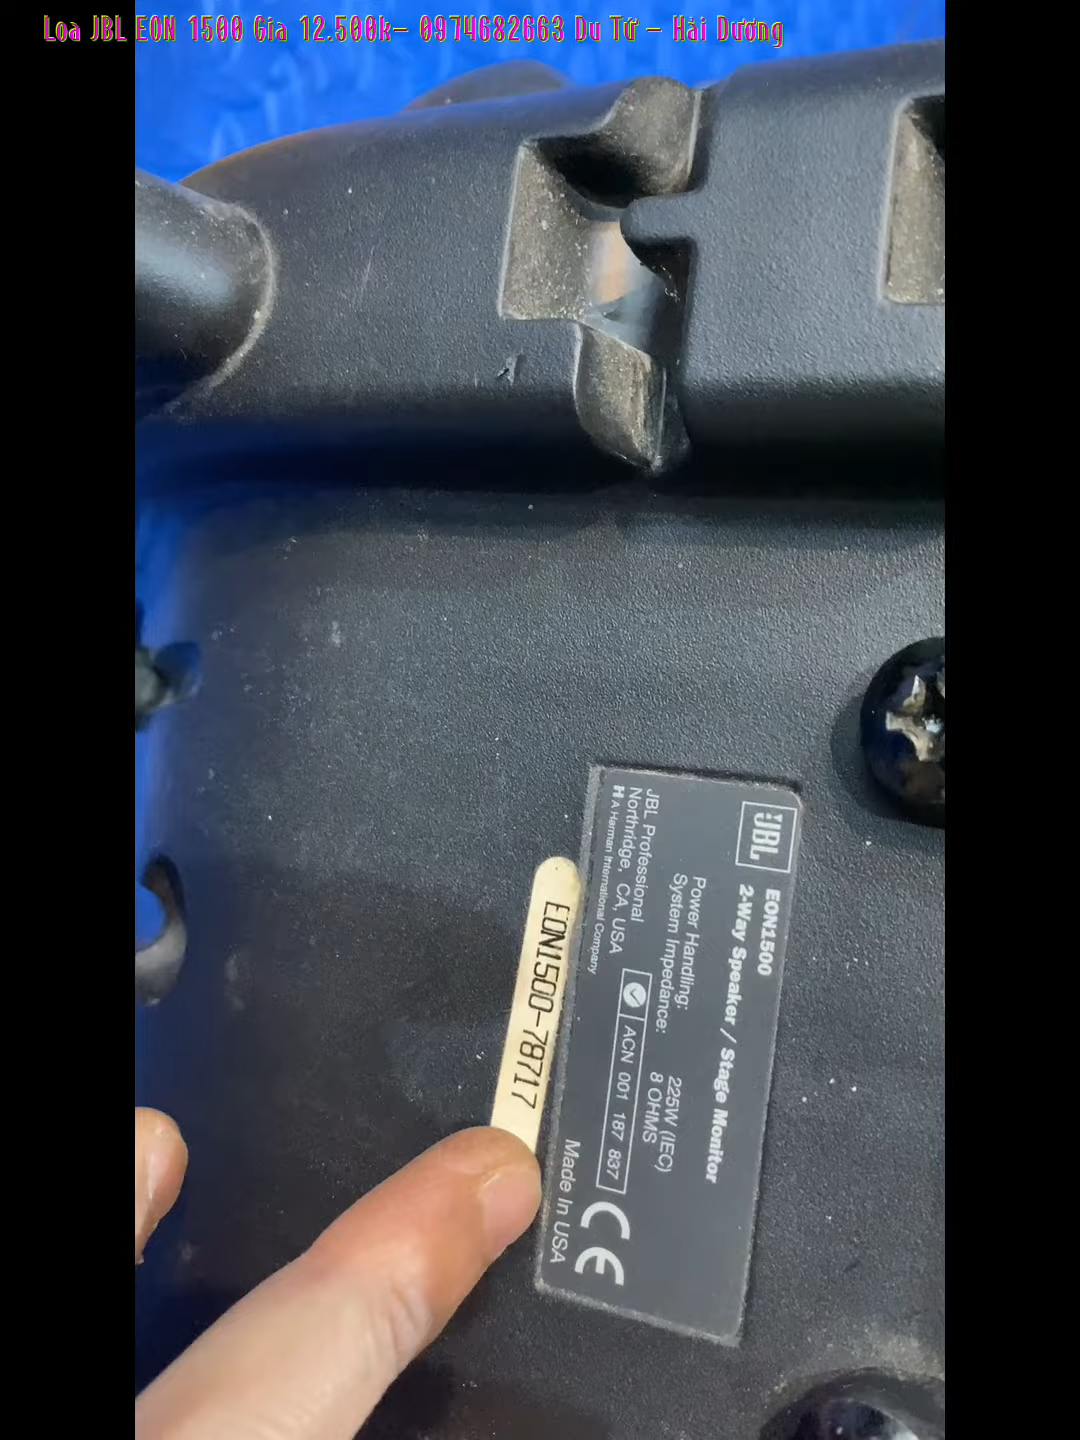 Loa JBL EON 1500 Gia 12.500k- 0974682663 Du Tử - Hải Dương
JBL
EON1500
2-Way Speaker / Stage Monitor
Power Handling: 225W (IEC)
System Impedance: 8 OHMS
JBL Professional
Northridge, CA, USA
H A Harman International Company
ACN 001 187 837
CE
Made In USA
EON1500-78717